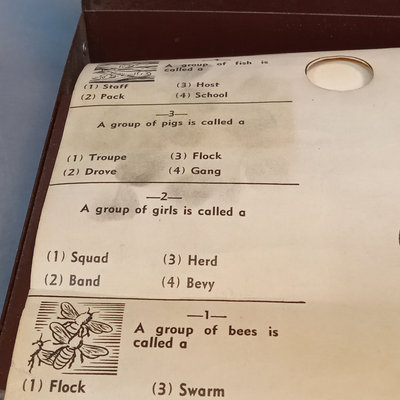 A group of fish is
called a
(1) Staff (3) Host
(2) Pack (4) School
—3—
A group of pigs is called a
(1) Troupe (3) Flock
(2) Drove (4) Gang
—2—
A group of girls is called a
(1) Squad (3) Herd
(2) Band (4) Bevy
—1—
A group of bees is
called a
(1) Flock (3) Swarm